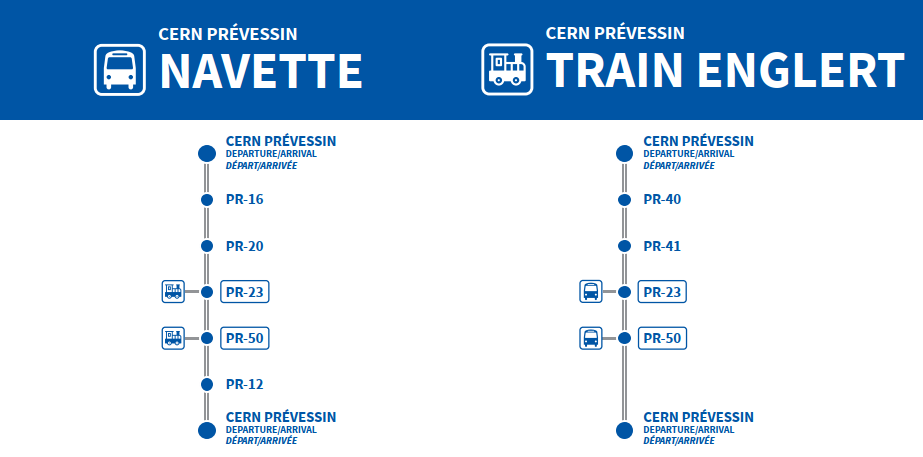 CERN PRÉVESSIN
NAVETTE
CERN PRÉVESSIN
DEPARTURE/ARRIVAL
DÉPART/ARRIVÉE
PR-16
PR-20
PR-23
PR-50
PR-12
CERN PRÉVESSIN
DEPARTURE/ARRIVAL
DÉPART/ARRIVÉE
CERN PRÉVESSIN
TRAIN ENGLERT
CERN PRÉVESSIN
DEPARTURE/ARRIVAL
DÉPART/ARRIVÉE
PR-40
PR-41
PR-23
PR-50
CERN PRÉVESSIN
DEPARTURE/ARRIVAL
DÉPART/ARRIVÉE